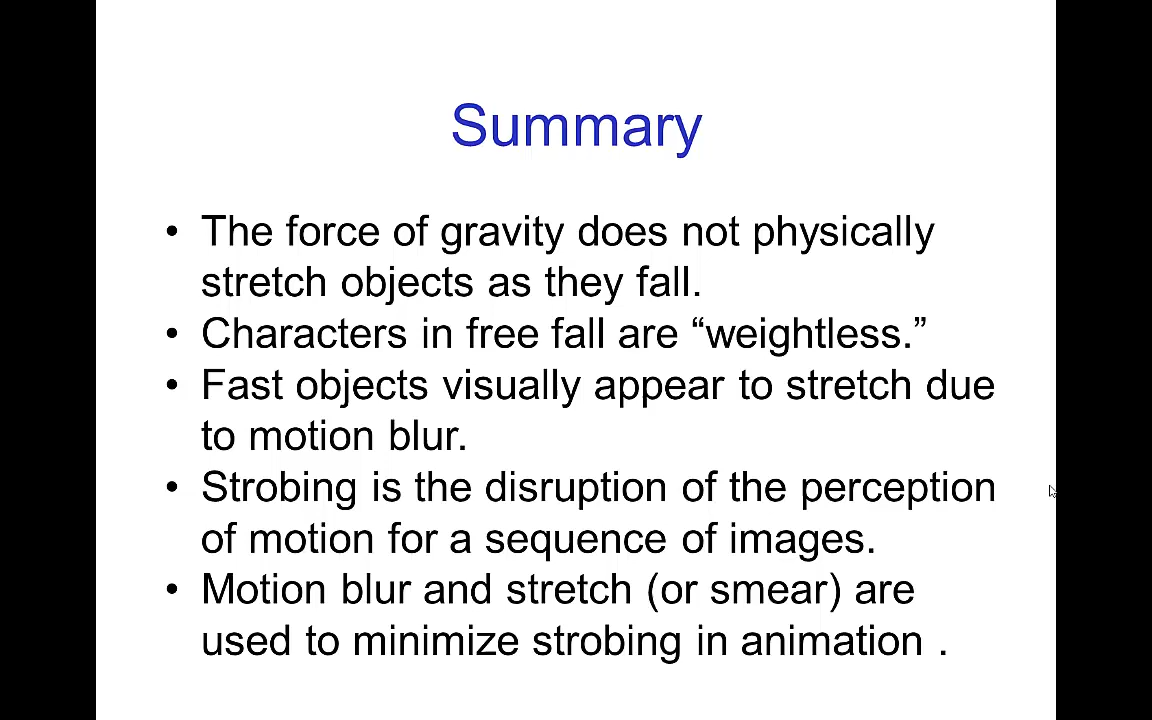 Summary
• The force of gravity does not physically
stretch objects as they fall.
• Characters in free fall are “weightless.”
• Fast objects visually appear to stretch due
to motion blur.
• Strobing is the disruption of the perception
of motion for a sequence of images.
• Motion blur and stretch (or smear) are
used to minimize strobing in animation .